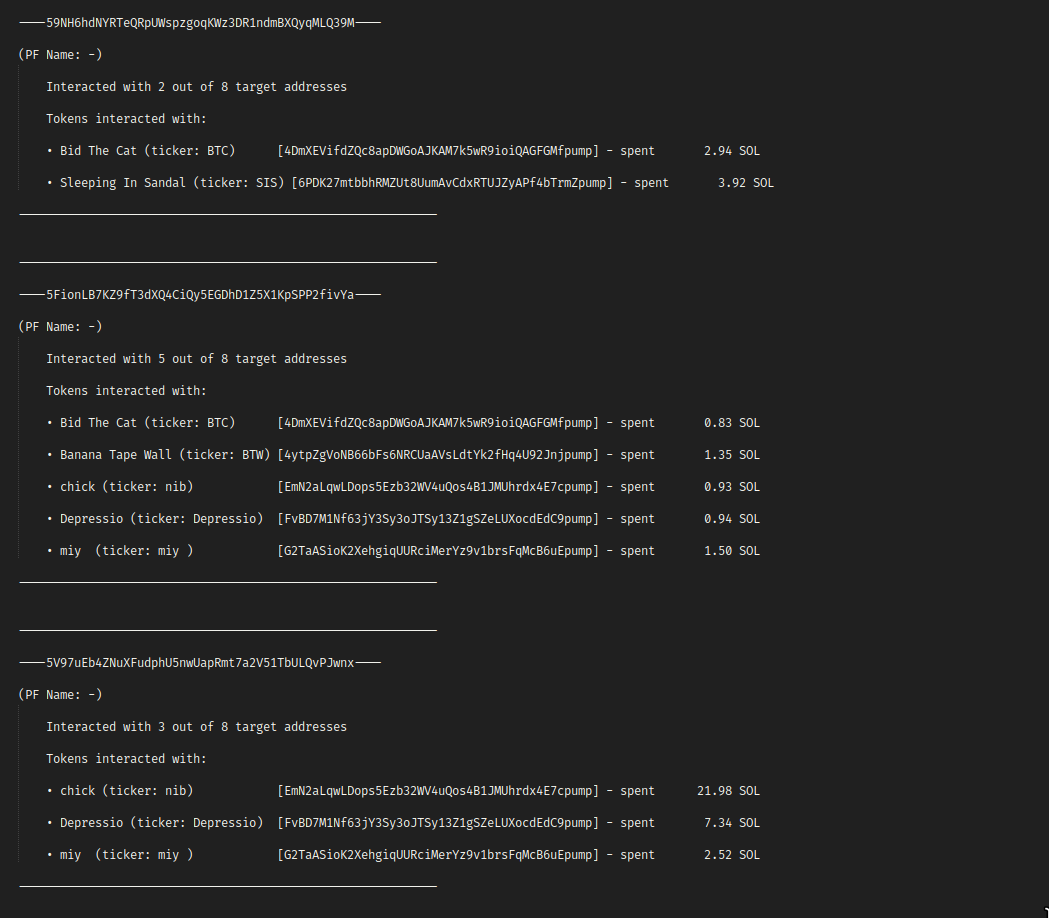 ——59NH6hdNYRTeQRpUWspzgoqKWz3DR1ndmBXQyqMLQ39M——
(PF Name: -)
Interacted with 2 out of 8 target addresses
Tokens interacted with:
• Bid The Cat (ticker: BTC) [4DmXEVifdZQc8apDWGoAJKAM7k5wR9ioiQAGFGMfpump] - spent 2.94 SOL
• Sleeping In Sandal (ticker: SIS) [6PDK27mtbbhRMZUt8UumAvCdxRTUJZyAPf4bTrmZpump] - spent 3.92 SOL
——5FionLB7KZ9fT3dXQ4CiQy5EGDhD1Z5X1KpSPP2fivYa——
(PF Name: -)
Interacted with 5 out of 8 target addresses
Tokens interacted with:
• Bid The Cat (ticker: BTC) [4DmXEVifdZQc8apDWGoAJKAM7k5wR9ioiQAGFGMfpump] - spent 0.83 SOL
• Banana Tape Wall (ticker: BTW) [4ytpZgVoNB66bFs6NRCUaAVsLdtYk2fHq4U92Jnjpump] - spent 1.35 SOL
• chick (ticker: nib) [EmN2aLqwLDops5Ezb32WV4uQos4B1JMUhrdx4E7cpump] - spent 0.93 SOL
• Depressio (ticker: Depressio) [FvBD7M1Nf63jY3Sy3oJTSy13Z1gSZeLUXocdEdC9pump] - spent 0.94 SOL
• miy (ticker: miy ) [G2TaASioK2XehgiqUURciMerYz9v1brsFqMcB6uEpump] - spent 1.50 SOL
——5V97uEb4ZNuXFudphU5nwUapRmt7a2V51TbULQvPJwnx——
(PF Name: -)
Interacted with 3 out of 8 target addresses
Tokens interacted with:
• chick (ticker: nib) [EmN2aLqwLDops5Ezb32WV4uQos4B1JMUhrdx4E7cpump] - spent 21.98 SOL
• Depressio (ticker: Depressio) [FvBD7M1Nf63jY3Sy3oJTSy13Z1gSZeLUXocdEdC9pump] - spent 7.34 SOL
• miy (ticker: miy ) [G2TaASioK2XehgiqUURciMerYz9v1brsFqMcB6uEpump] - spent 2.52 SOL